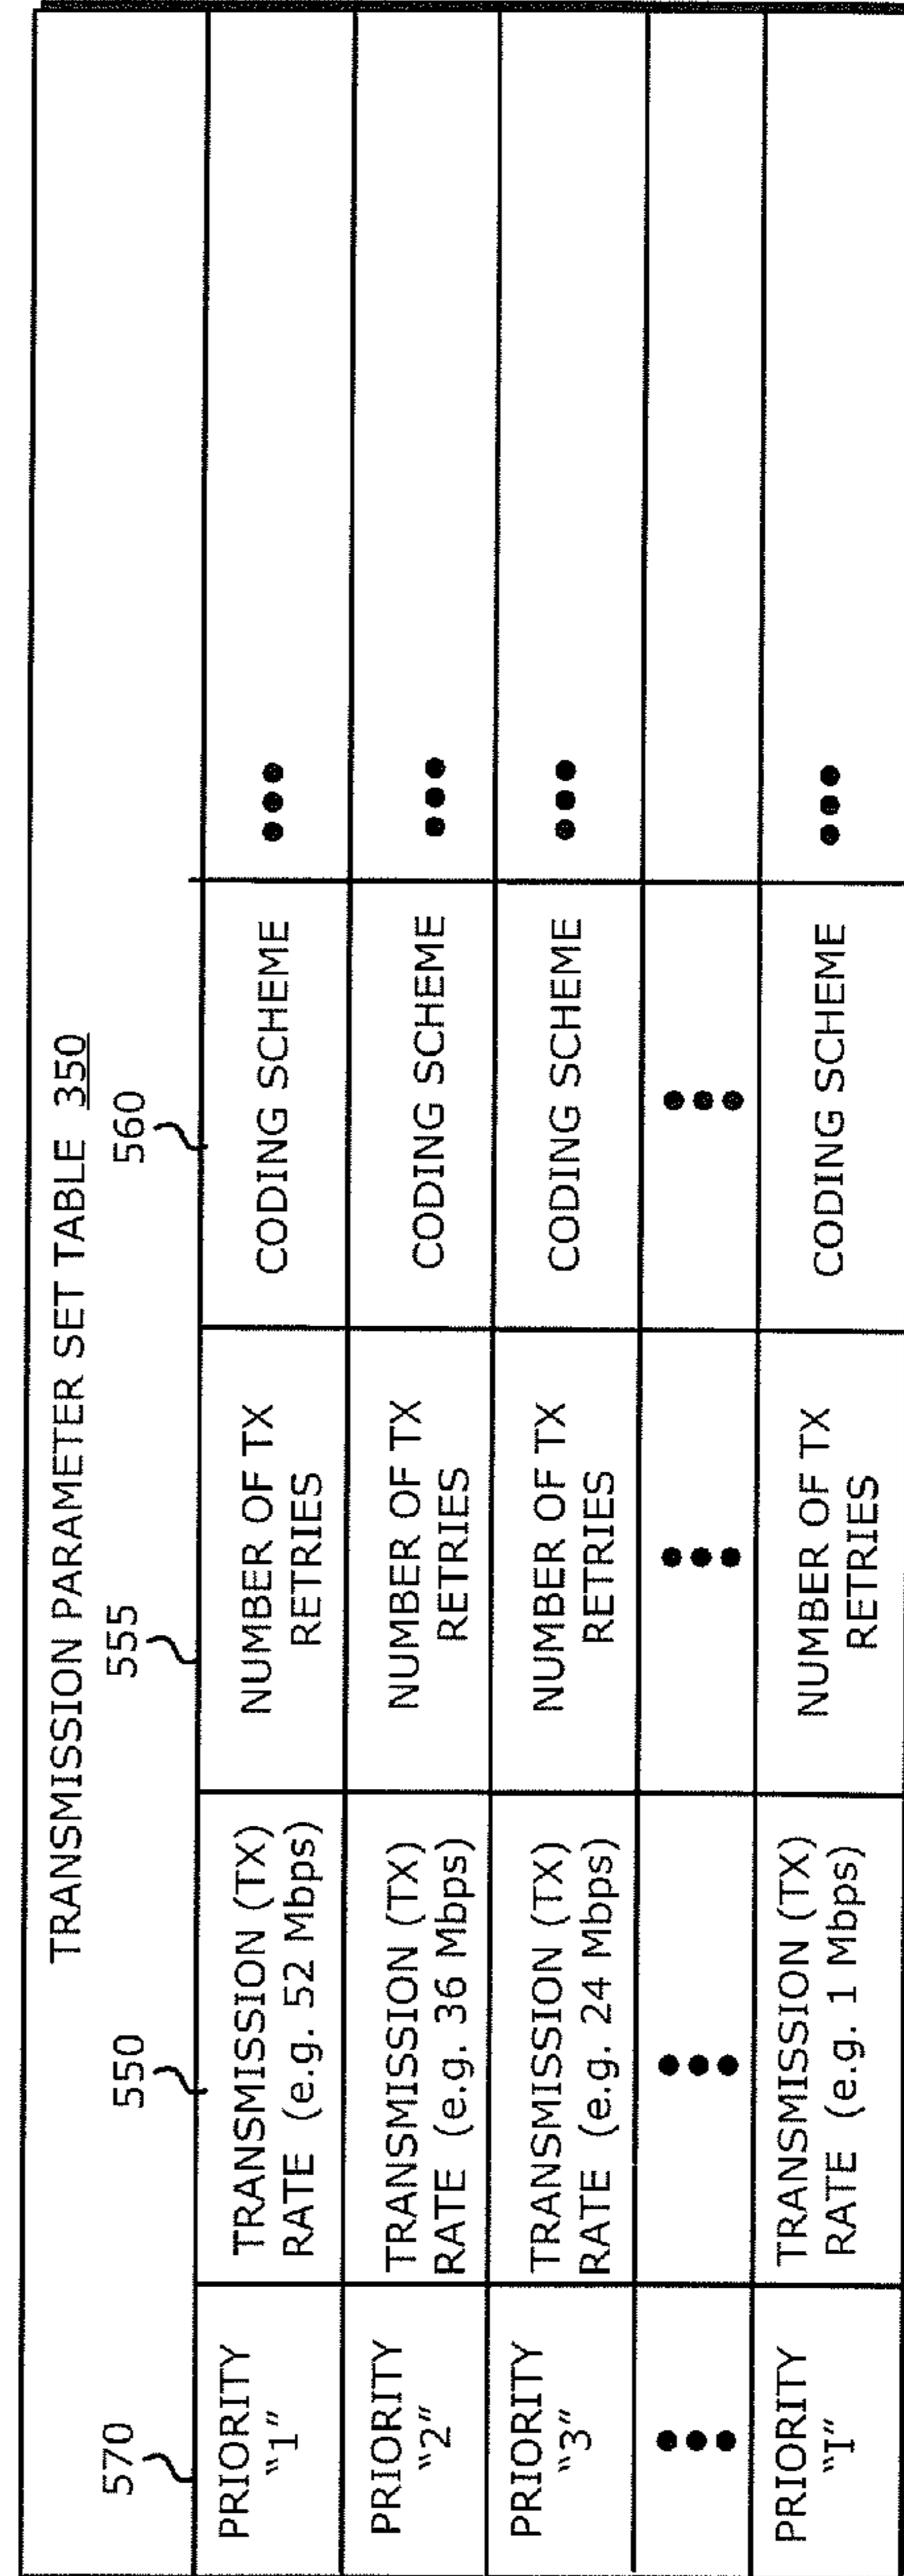 TRANSMISSION PARAMETER SET TABLE 350
570
550
555
560
PRIORITY
"1"
TRANSMISSION (TX)
RATE (e.g. 52 Mbps)
NUMBER OF TX
RETRIES
CODING SCHEME
•••
PRIORITY
"2"
TRANSMISSION (TX)
RATE (e.g. 36 Mbps)
NUMBER OF TX
RETRIES
CODING SCHEME
•••
PRIORITY
"3"
TRANSMISSION (TX)
RATE (e.g. 24 Mbps)
NUMBER OF TX
RETRIES
CODING SCHEME
•••
PRIORITY
"I"
TRANSMISSION (TX)
RATE (e.g. 1 Mbps)
NUMBER OF TX
RETRIES
CODING SCHEME
•••